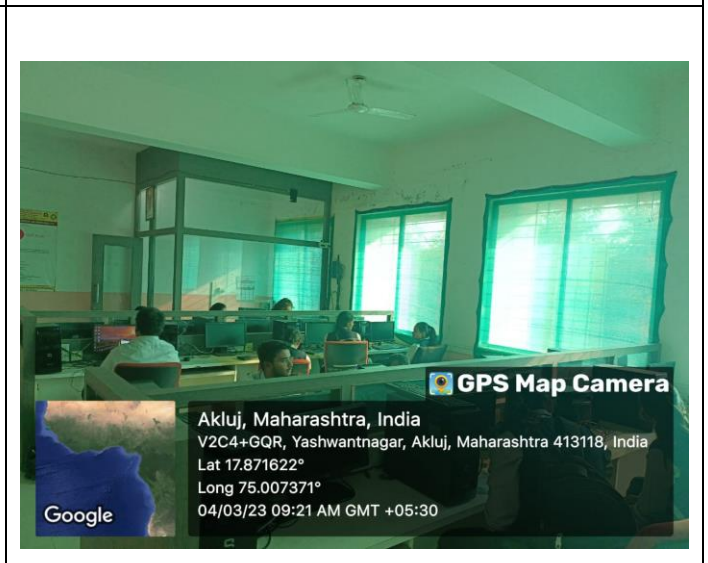 GPS Map Camera
Akluj, Maharashtra, India
V2C4+GQR, Yashwantnagar, Akluj, Maharashtra 413118, India
Lat 17.871622°
Long 75.007371°
04/03/23 09:21 AM GMT +05:30
Google